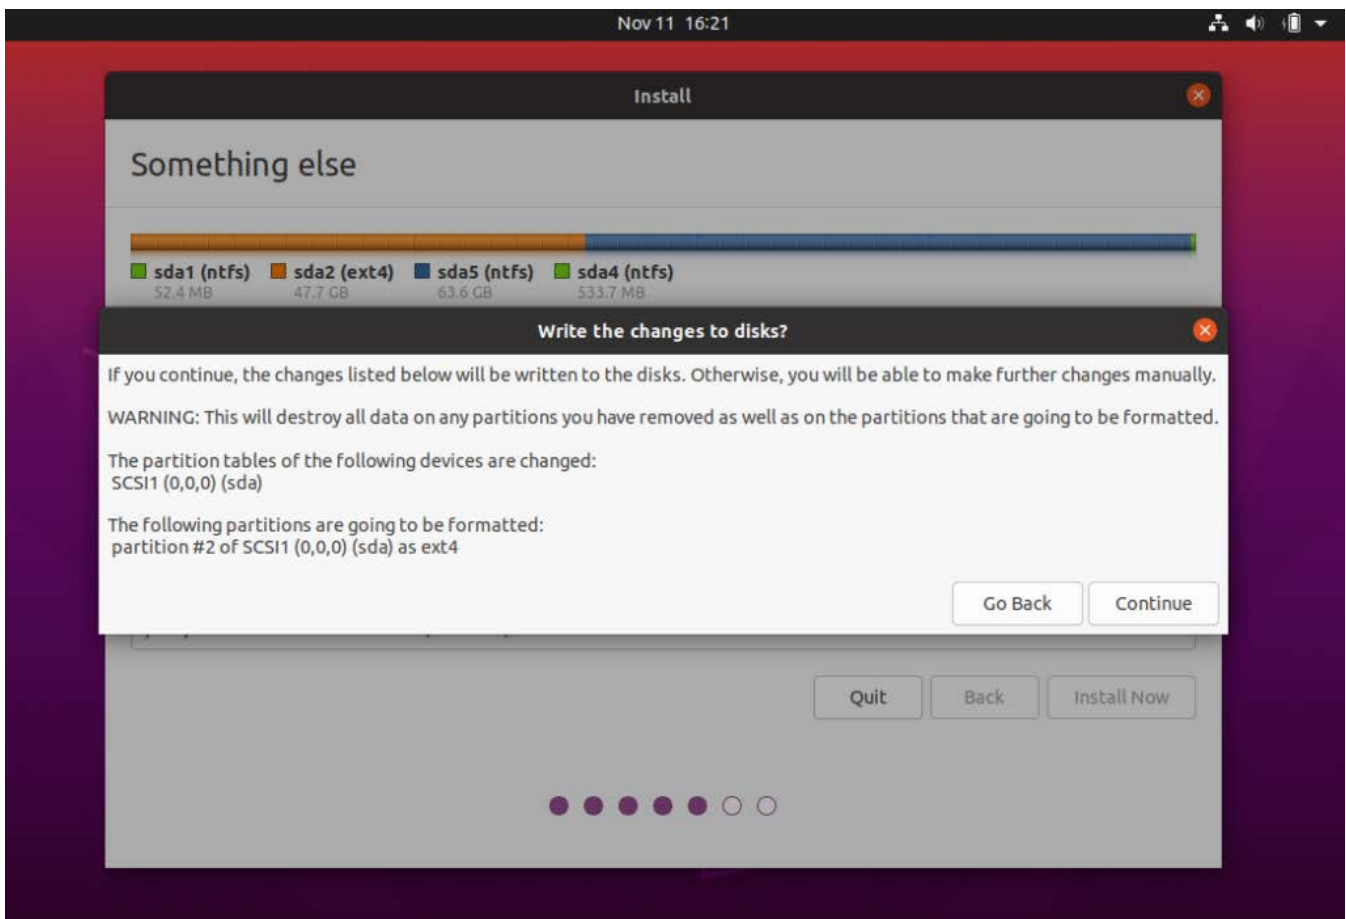 Nov 11 16:21
Install
Something else
sda1 (ntfs) sda2 (ext4) sda5 (ntfs) sda4 (ntfs)
52.4 MB 47.7 GB 63.6 GB 533.7 MB
Write the changes to disks?
If you continue, the changes listed below will be written to the disks. Otherwise, you will be able to make further changes manually.
WARNING: This will destroy all data on any partitions you have removed as well as on the partitions that are going to be formatted.
The partition tables of the following devices are changed:
SCSI1 (0,0,0) (sda)
The following partitions are going to be formatted:
partition #2 of SCSI1 (0,0,0) (sda) as ext4
Go Back Continue
Quit Back Install Now